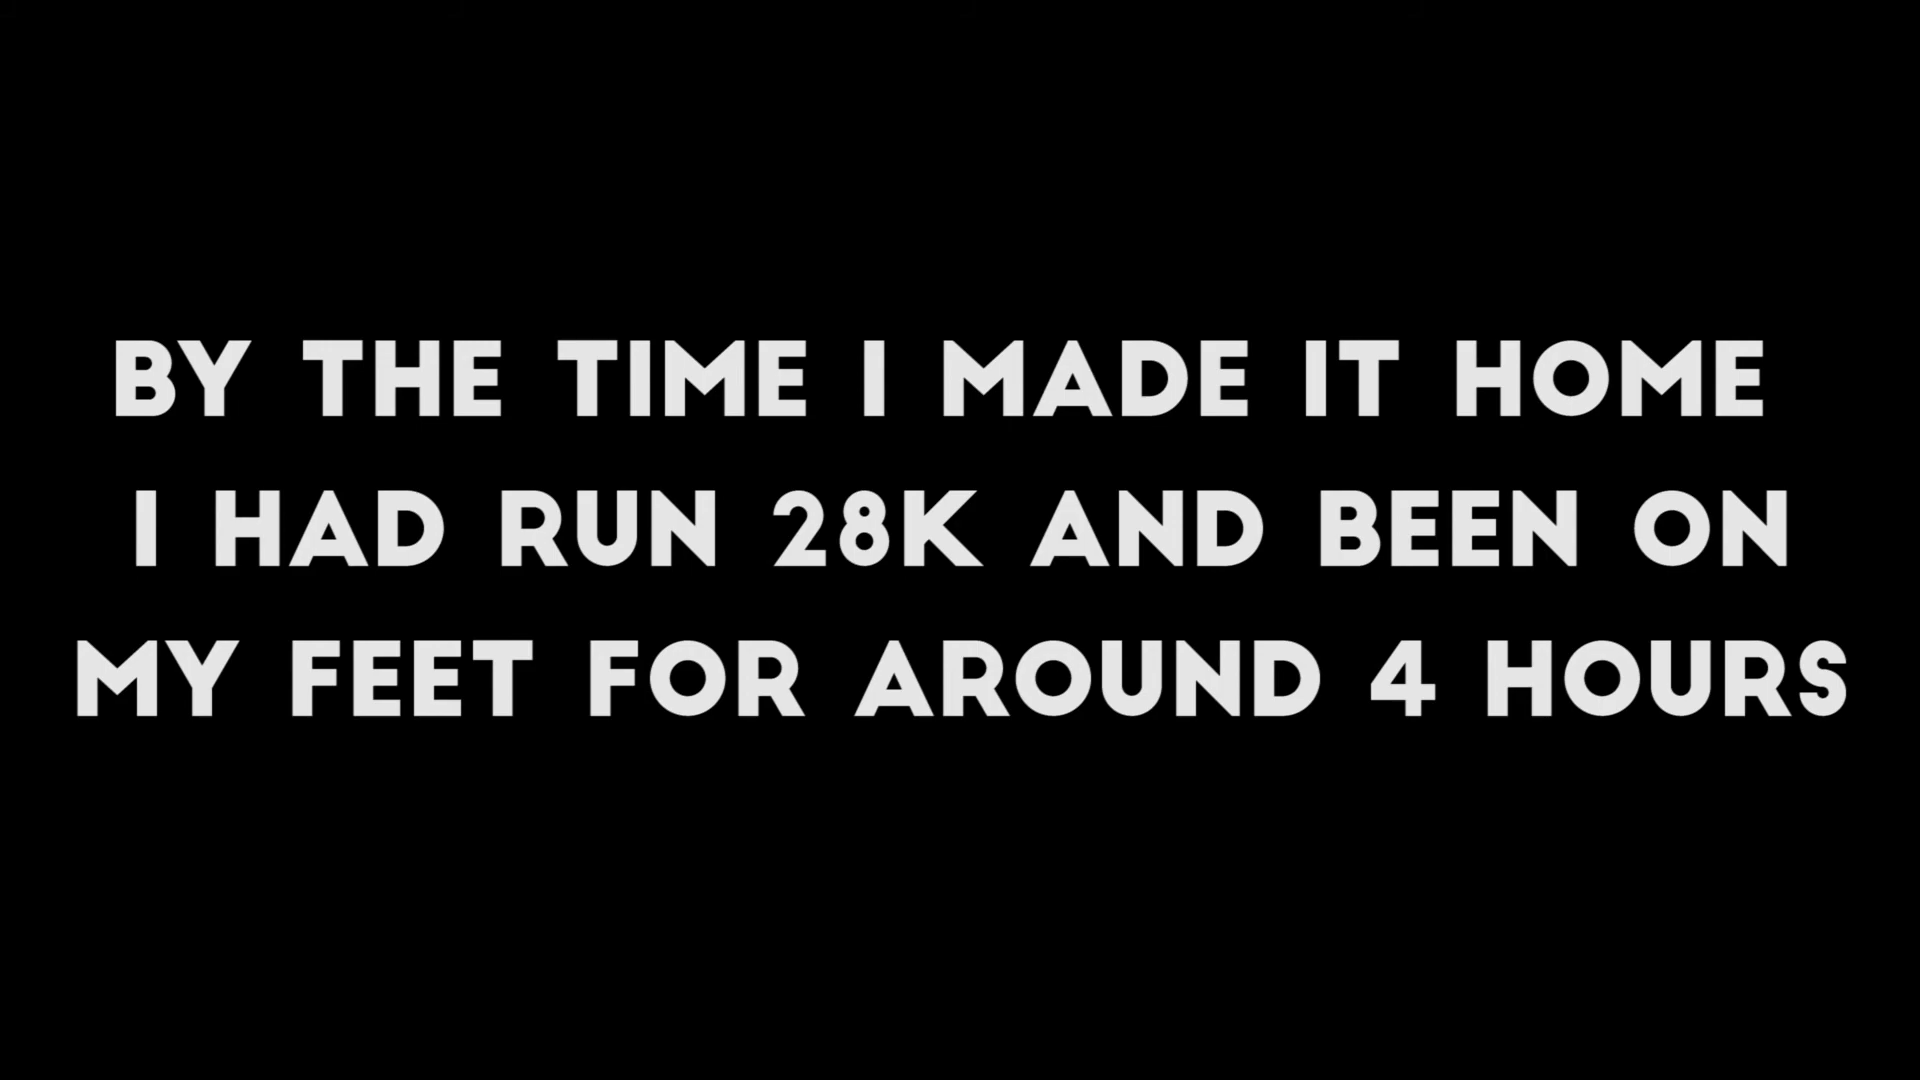 BY THE TIME I MADE IT HOME
I HAD RUN 28K AND BEEN ON
MY FEET FOR AROUND 4 HOURS